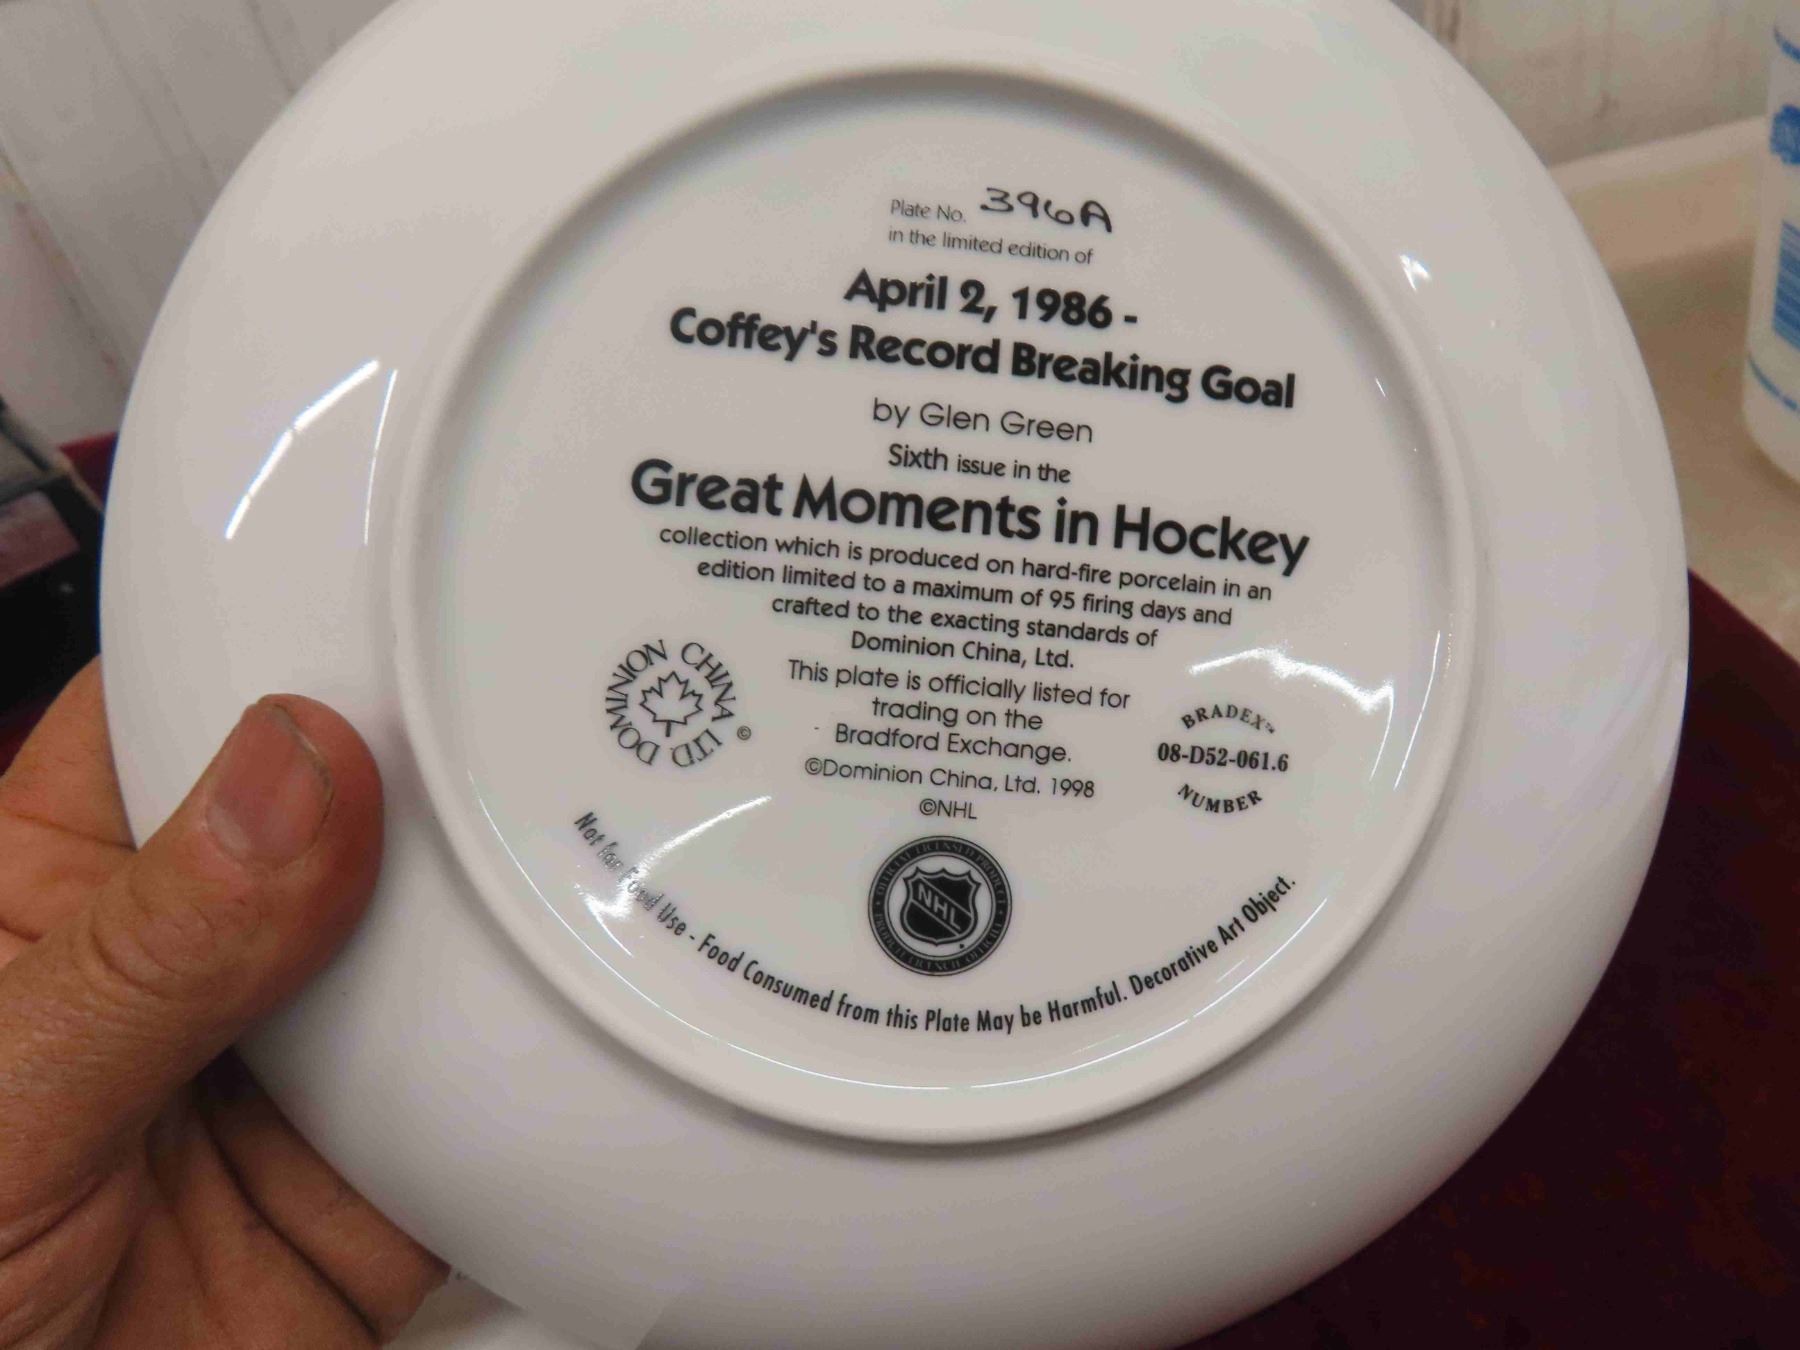 Plate No. 396A
in the limited edition of
April 2, 1986 -
Coffey's Record Breaking Goal
by Glen Green
Sixth issue in the
Great Moments in Hockey
collection which is produced on hard-fire porcelain in an
edition limited to a maximum of 95 firing days and
crafted to the exacting standards of
Dominion China, Ltd.
This plate is officially listed for
trading on the
Bradford Exchange.
©Dominion China, Ltd. 1998
©NHL
DOMINION CHINA LTD ©
BRADEX™
08-D52-061.6
NUMBER
NHL
Not for Food Use - Food Consumed from this Plate May be Harmful. Decorative Art Object.